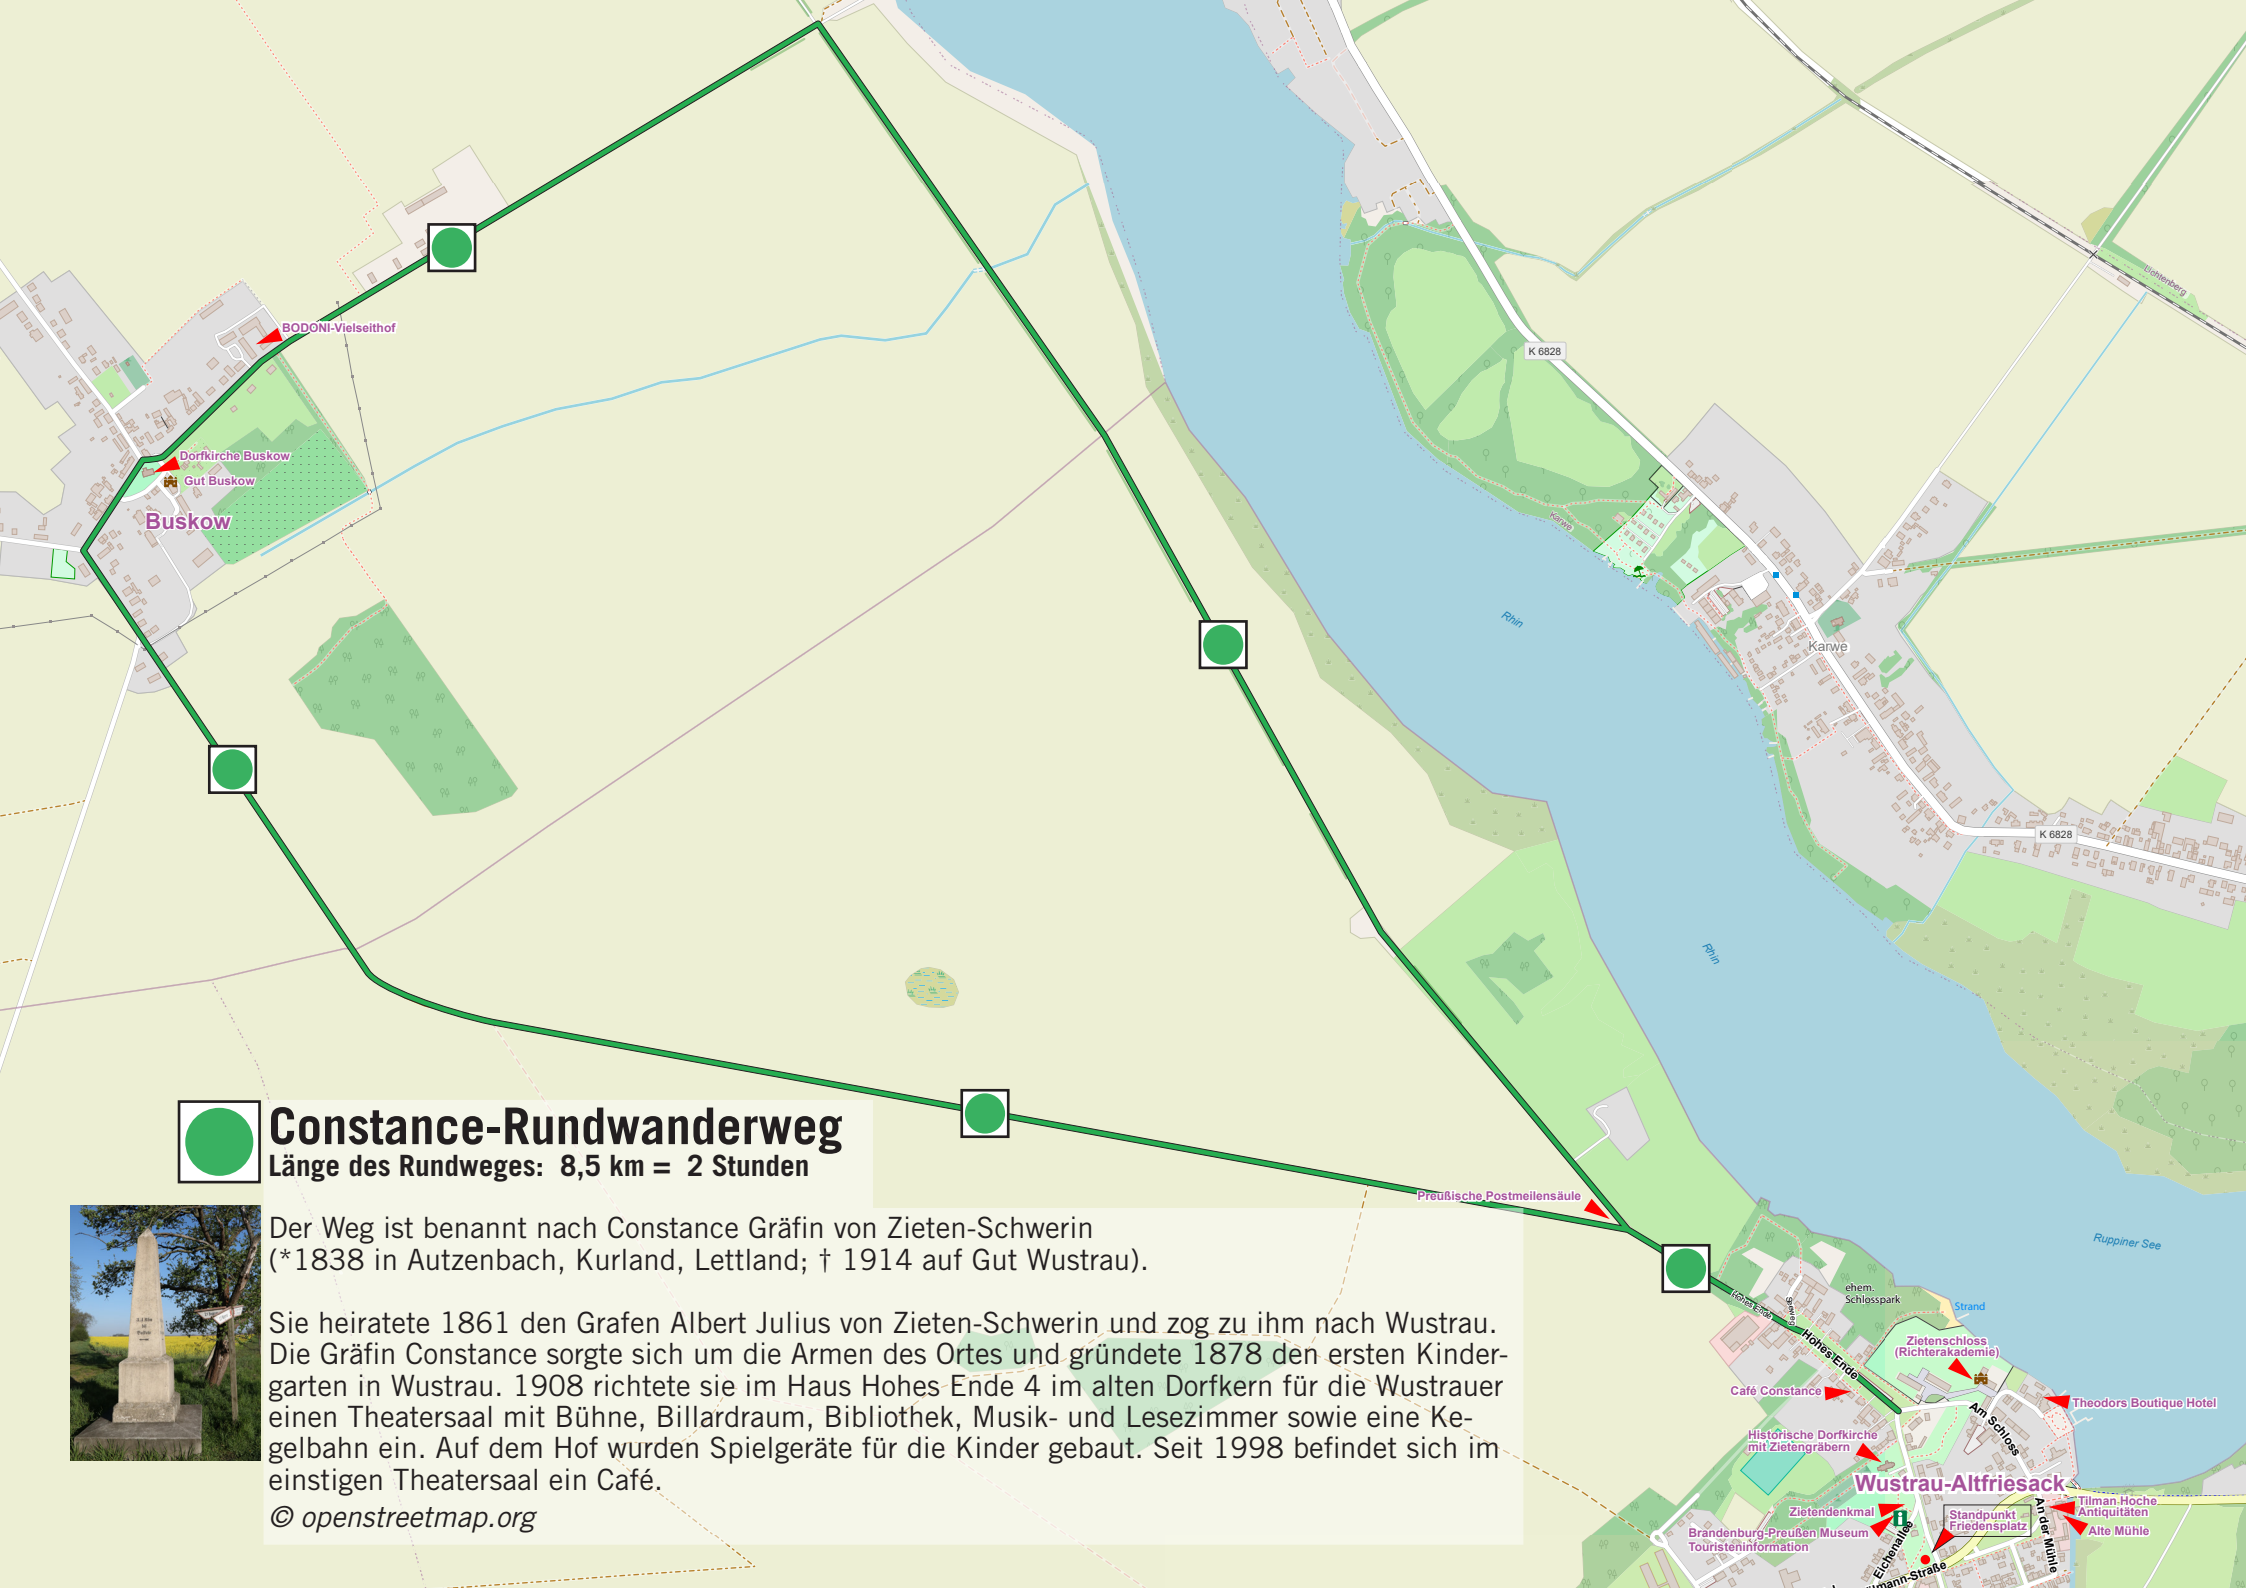 Lichtenberg
BODONI-Vielseithof
K 6828
Dorfkirche Buskow
Gut Buskow
Buskow
Karwe
Rhin
Karwe
K 6828
Rhin
Constance-Rundwanderweg
Länge des Rundweges: 8,5 km = 2 Stunden
Preußische Postmeilensäule
Der Weg ist benannt nach Constance Gräfin von Zieten-Schwerin
(*1838 in Autzenbach, Kurland, Lettland; † 1914 auf Gut Wustrau).
Sie heiratete 1861 den Grafen Albert Julius von Zieten-Schwerin und zog zu ihm nach Wustrau.
Die Gräfin Constance sorgte sich um die Armen des Ortes und gründete 1878 den ersten Kinder-
garten in Wustrau. 1908 richtete sie im Haus Hohes Ende 4 im alten Dorfkern für die Wustrauer
einen Theatersaal mit Bühne, Billardraum, Bibliothek, Musik- und Lesezimmer sowie eine Ke-
gelbahn ein. Auf dem Hof wurden Spielgeräte für die Kinder gebaut. Seit 1998 befindet sich im
einstigen Theatersaal ein Café.
© openstreetmap.org
Ruppiner See
ehem.
Schlosspark
Strand
Hohes Ende
Seeweg
Hohes Ende
Zietenschloss
(Richterakademie)
Café Constance
Theodors Boutique Hotel
Am Schloss
Historische Dorfkirche
mit Zietengräbern
Wustrau-Altfriesack
Zietendenkmal
Brandenburg-Preußen Museum
Touristeninformation
Standpunkt
Friedensplatz
Tilman Hoche
Antiquitäten
Alte Mühle
An der Mühle
Eichenallee
mann-Straße